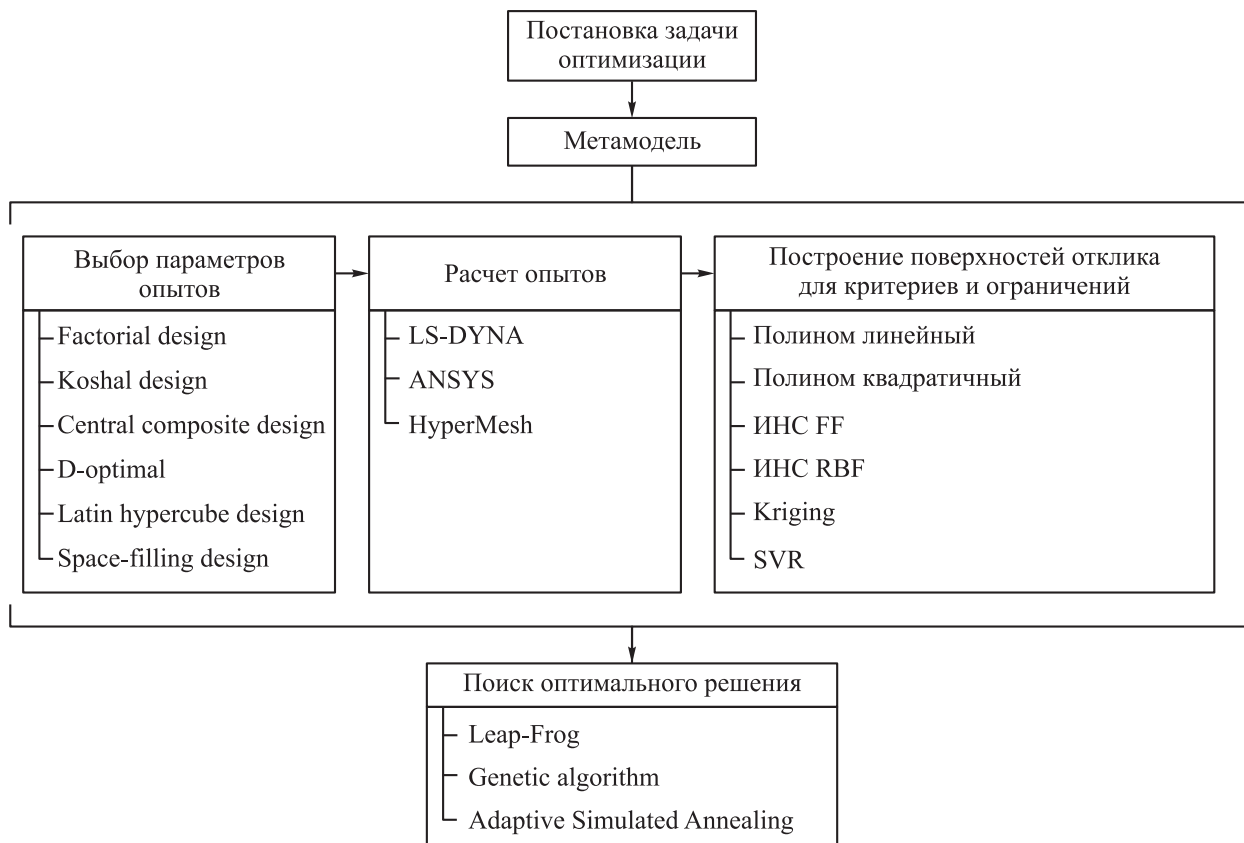 Постановка задачи
оптимизации
Метамодель
Выбор параметров
опытов
Factorial design
Koshal design
Central composite design
D-optimal
Latin hypercube design
Space-filling design
Расчет опытов
LS-DYNA
ANSYS
HyperMesh
Построение поверхностей отклика
для критериев и ограничений
Полином линейный
Полином квадратичный
ИНС FF
ИНС RBF
Kriging
SVR
Поиск оптимального решения
Leap-Frog
Genetic algorithm
Adaptive Simulated Annealing